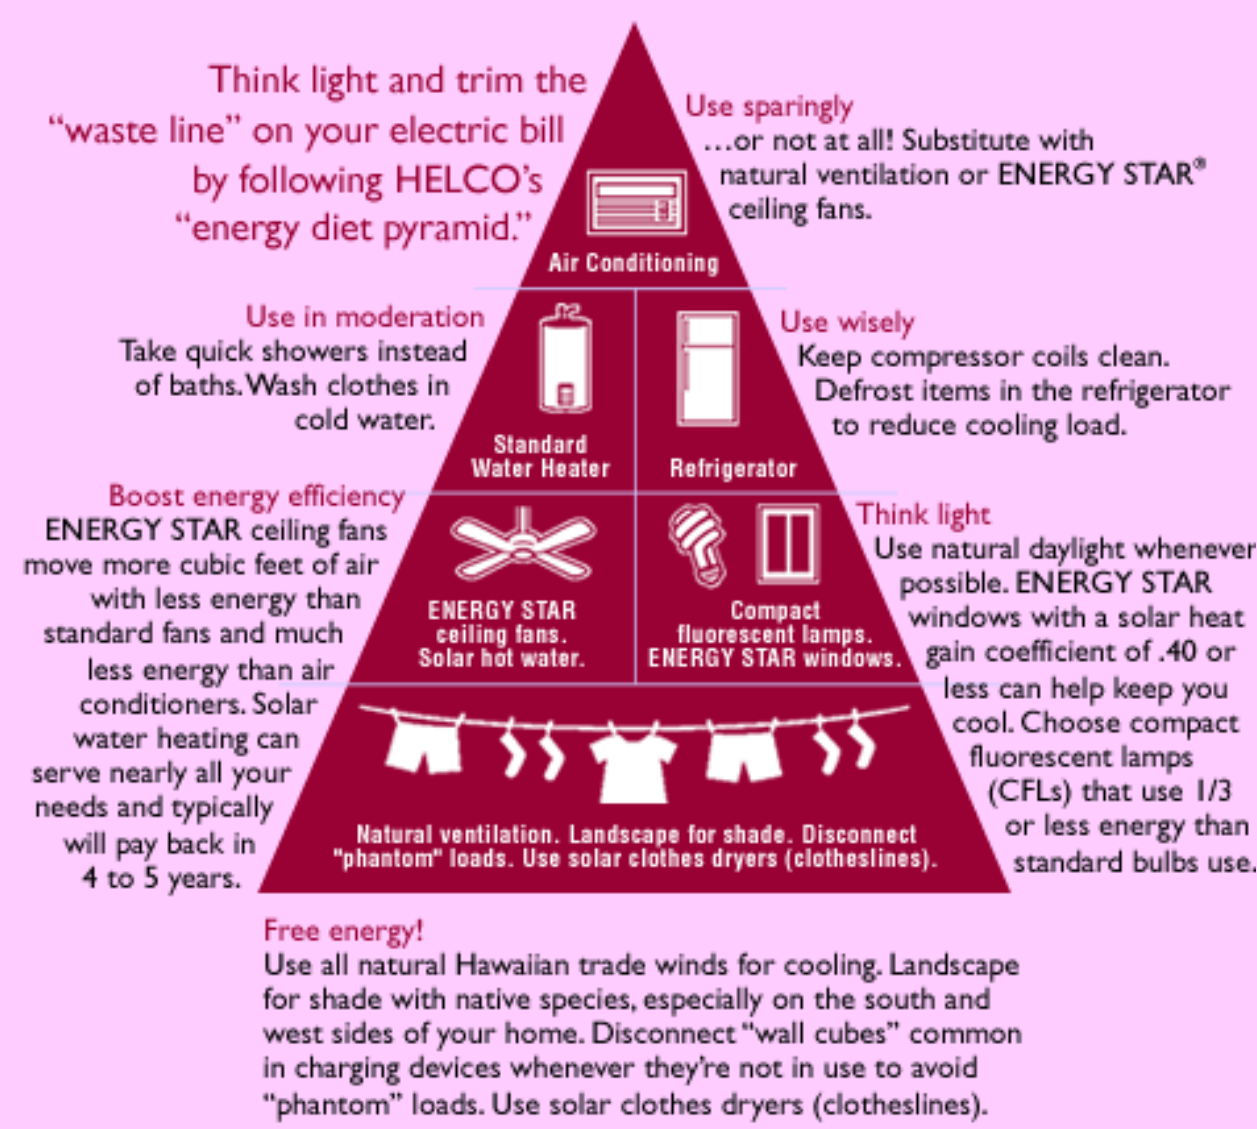 Think light and trim the
“waste line” on your electric bill
by following HELCO’s
“energy diet pyramid.”
Use sparingly
...or not at all! Substitute with
natural ventilation or ENERGY STAR®
ceiling fans.
Air Conditioning
Use in moderation
Take quick showers instead
of baths. Wash clothes in
cold water.
Standard
Water Heater
Refrigerator
Use wisely
Keep compressor coils clean.
Defrost items in the refrigerator
to reduce cooling load.
Boost energy efficiency
ENERGY STAR ceiling fans
move more cubic feet of air
with less energy than
standard fans and much
less energy than air
conditioners. Solar
water heating can
serve nearly all your
needs and typically
will pay back in
4 to 5 years.
ENERGY STAR
ceiling fans.
Solar hot water.
Compact
fluorescent lamps.
ENERGY STAR windows.
Think light
Use natural daylight whenever
possible. ENERGY STAR
windows with a solar heat
gain coefficient of .40 or
less can help keep you
cool. Choose compact
fluorescent lamps
(CFLs) that use 1/3
or less energy than
standard bulbs use.
Natural ventilation. Landscape for shade. Disconnect
"phantom" loads. Use solar clothes dryers (clotheslines).
Free energy!
Use all natural Hawaiian trade winds for cooling. Landscape
for shade with native species, especially on the south and
west sides of your home. Disconnect “wall cubes” common
in charging devices whenever they’re not in use to avoid
“phantom” loads. Use solar clothes dryers (clotheslines).